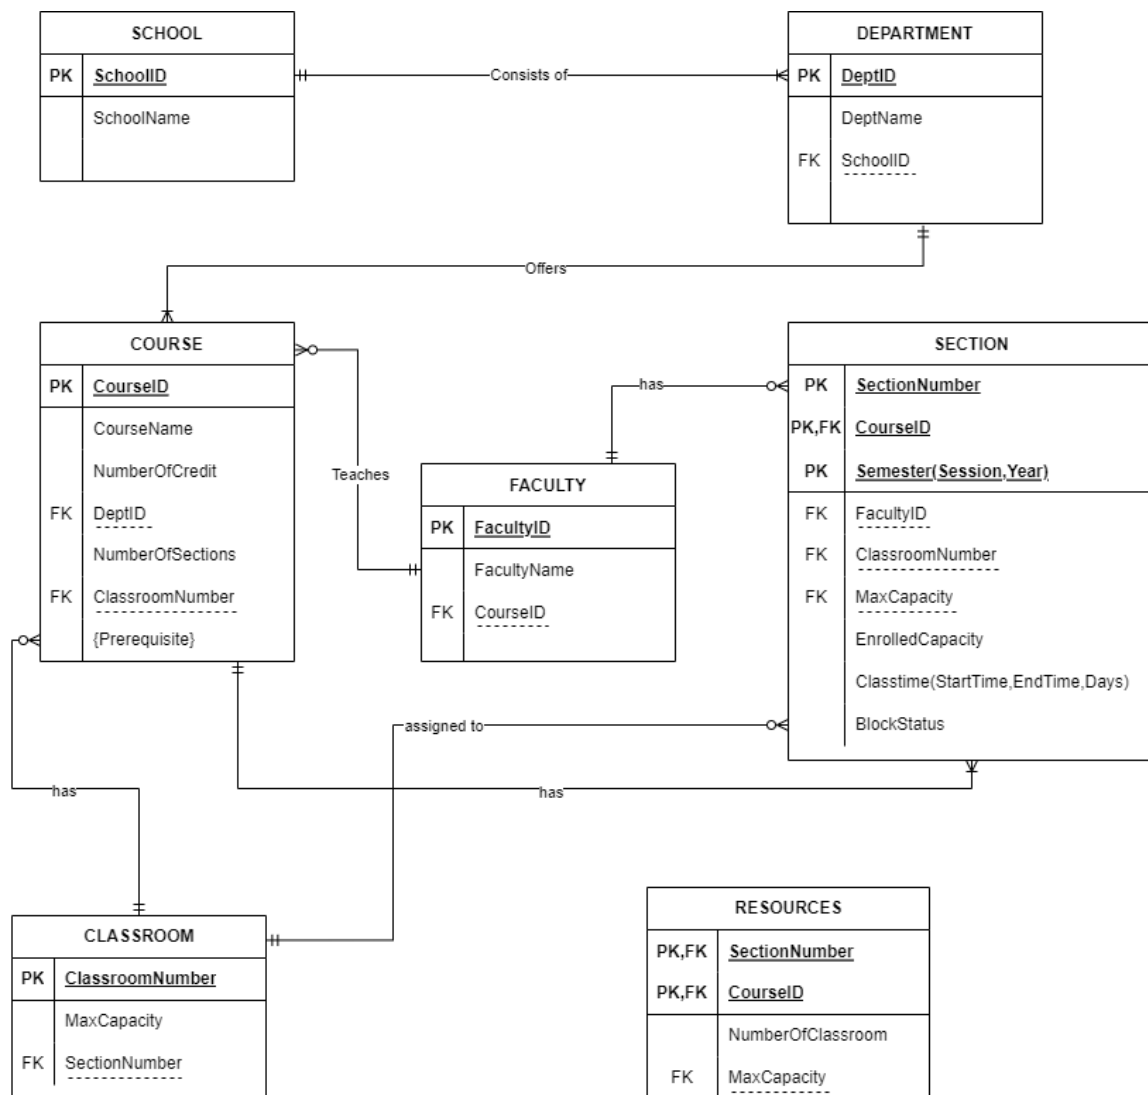 SCHOOL
PK SchoolID
SchoolName
Consists of
DEPARTMENT
PK DeptID
DeptName
FK SchoolID
Offers
COURSE
PK CourseID
CourseName
NumberOfCredit
FK DeptID
NumberOfSections
FK ClassroomNumber
{Prerequisite}
Teaches
has
FACULTY
PK FacultyID
FacultyName
FK CourseID
SECTION
PK SectionNumber
PK,FK CourseID
PK Semester(Session,Year)
FK FacultyID
FK ClassroomNumber
FK MaxCapacity
EnrolledCapacity
Classtime(StartTime,EndTime,Days)
BlockStatus
assigned to
has
has
CLASSROOM
PK ClassroomNumber
MaxCapacity
FK SectionNumber
RESOURCES
PK,FK SectionNumber
PK,FK CourseID
NumberOfClassroom
FK MaxCapacity